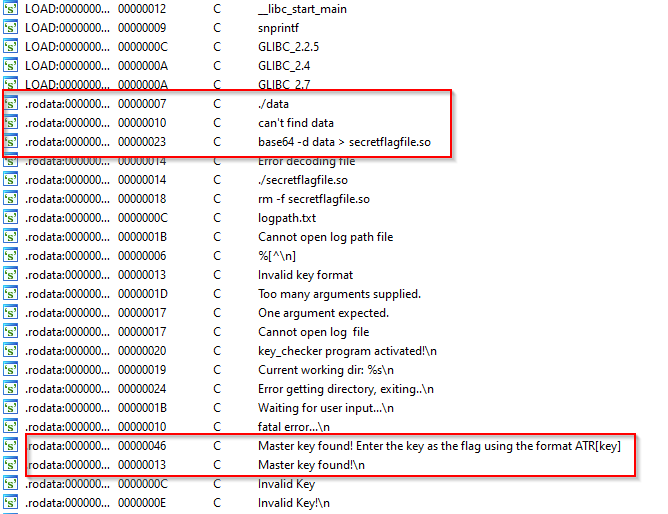 's' LOAD:0000000... 00000012 C __libc_start_main
's' LOAD:0000000... 00000009 C snprintf
's' LOAD:0000000... 0000000C C GLIBC_2.2.5
's' LOAD:0000000... 0000000A C GLIBC_2.4
's' LOAD:0000000... 0000000A C GLIBC_2.7
's' .rodata:000000... 00000007 C ./data
's' .rodata:000000... 00000010 C can't find data
's' .rodata:000000... 00000023 C base64 -d data > secretflagfile.so
's' .rodata:000000... 00000014 C Error decoding file
's' .rodata:000000... 00000014 C ./secretflagfile.so
's' .rodata:000000... 00000018 C rm -f secretflagfile.so
's' .rodata:000000... 0000000C C logpath.txt
's' .rodata:000000... 0000001B C Cannot open log path file
's' .rodata:000000... 00000006 C %[^\n]
's' .rodata:000000... 00000013 C Invalid key format
's' .rodata:000000... 0000001D C Too many arguments supplied.
's' .rodata:000000... 00000017 C One argument expected.
's' .rodata:000000... 00000017 C Cannot open log  file
's' .rodata:000000... 00000020 C key_checker program activated!\n
's' .rodata:000000... 00000019 C Current working dir: %s\n
's' .rodata:000000... 00000024 C Error getting directory, exiting..\n
's' .rodata:000000... 0000001B C Waiting for user input...\n
's' .rodata:000000... 00000010 C fatal error...\n
's' .rodata:000000... 00000046 C Master key found! Enter the key as the flag using the format ATR[key]
's' .rodata:000000... 00000013 C Master key found!\n
's' .rodata:000000... 0000000C C Invalid Key
's' .rodata:000000... 0000000E C Invalid Key!\n